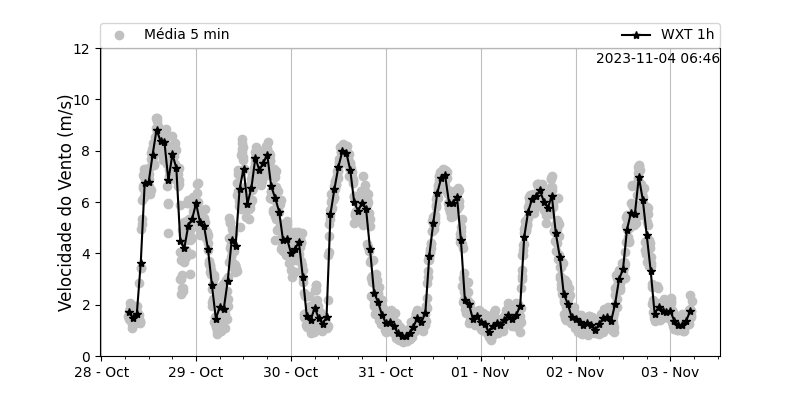 Média 5 min
WXT 1h
2023-11-04 06:46
Velocidade do Vento (m/s)
12
10
8
6
4
2
0
28 - Oct
29 - Oct
30 - Oct
31 - Oct
01 - Nov
02 - Nov
03 - Nov